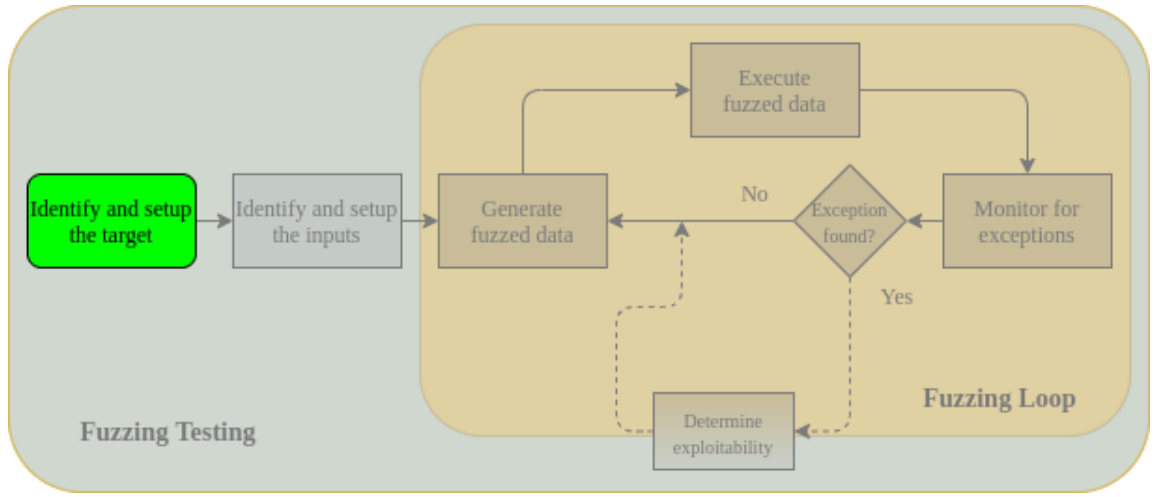 Execute
fuzzed data
Identify and setup
the target
Identify and setup
the inputs
Generate
fuzzed data
No
Exception
found?
Monitor for
exceptions
Yes
Determine
exploitability
Fuzzing Loop
Fuzzing Testing